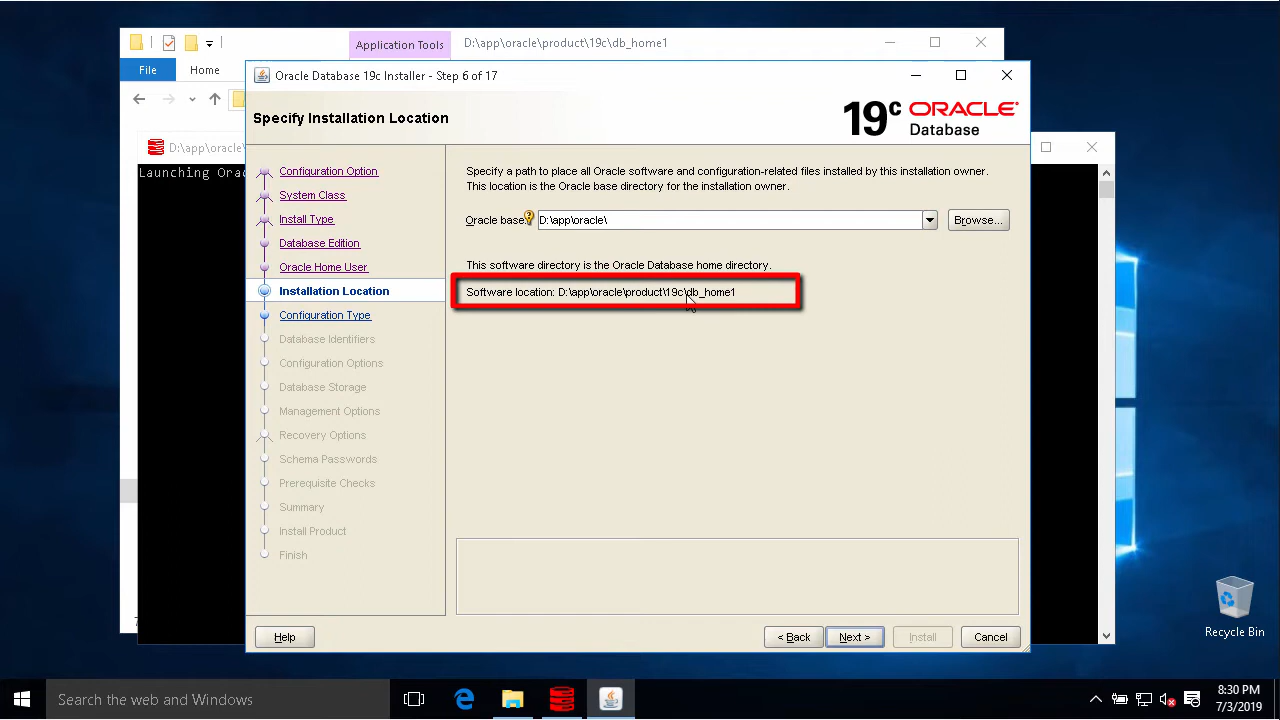 Application Tools
D:\app\oracle\product\19c\db_home1
File
Home
Oracle Database 19c Installer - Step 6 of 17
Specify Installation Location
19c ORACLE
Database
D:\app\oracle\
Launching Orac
Configuration Option
System Class
Install Type
Database Edition
Oracle Home User
Installation Location
Configuration Type
Database Identifiers
Configuration Options
Database Storage
Management Options
Recovery Options
Schema Passwords
Prerequisite Checks
Summary
Install Product
Finish
Specify a path to place all Oracle software and configuration-related files installed by this installation owner.
This location is the Oracle base directory for the installation owner.
Oracle base:
D:\app\oracle\
Browse...
This software directory is the Oracle Database home directory.
Software location: D:\app\oracle\product\19c\db_home1
Help
< Back
Next >
Install
Cancel
Recycle Bin
Search the web and Windows
8:30 PM
7/3/2019